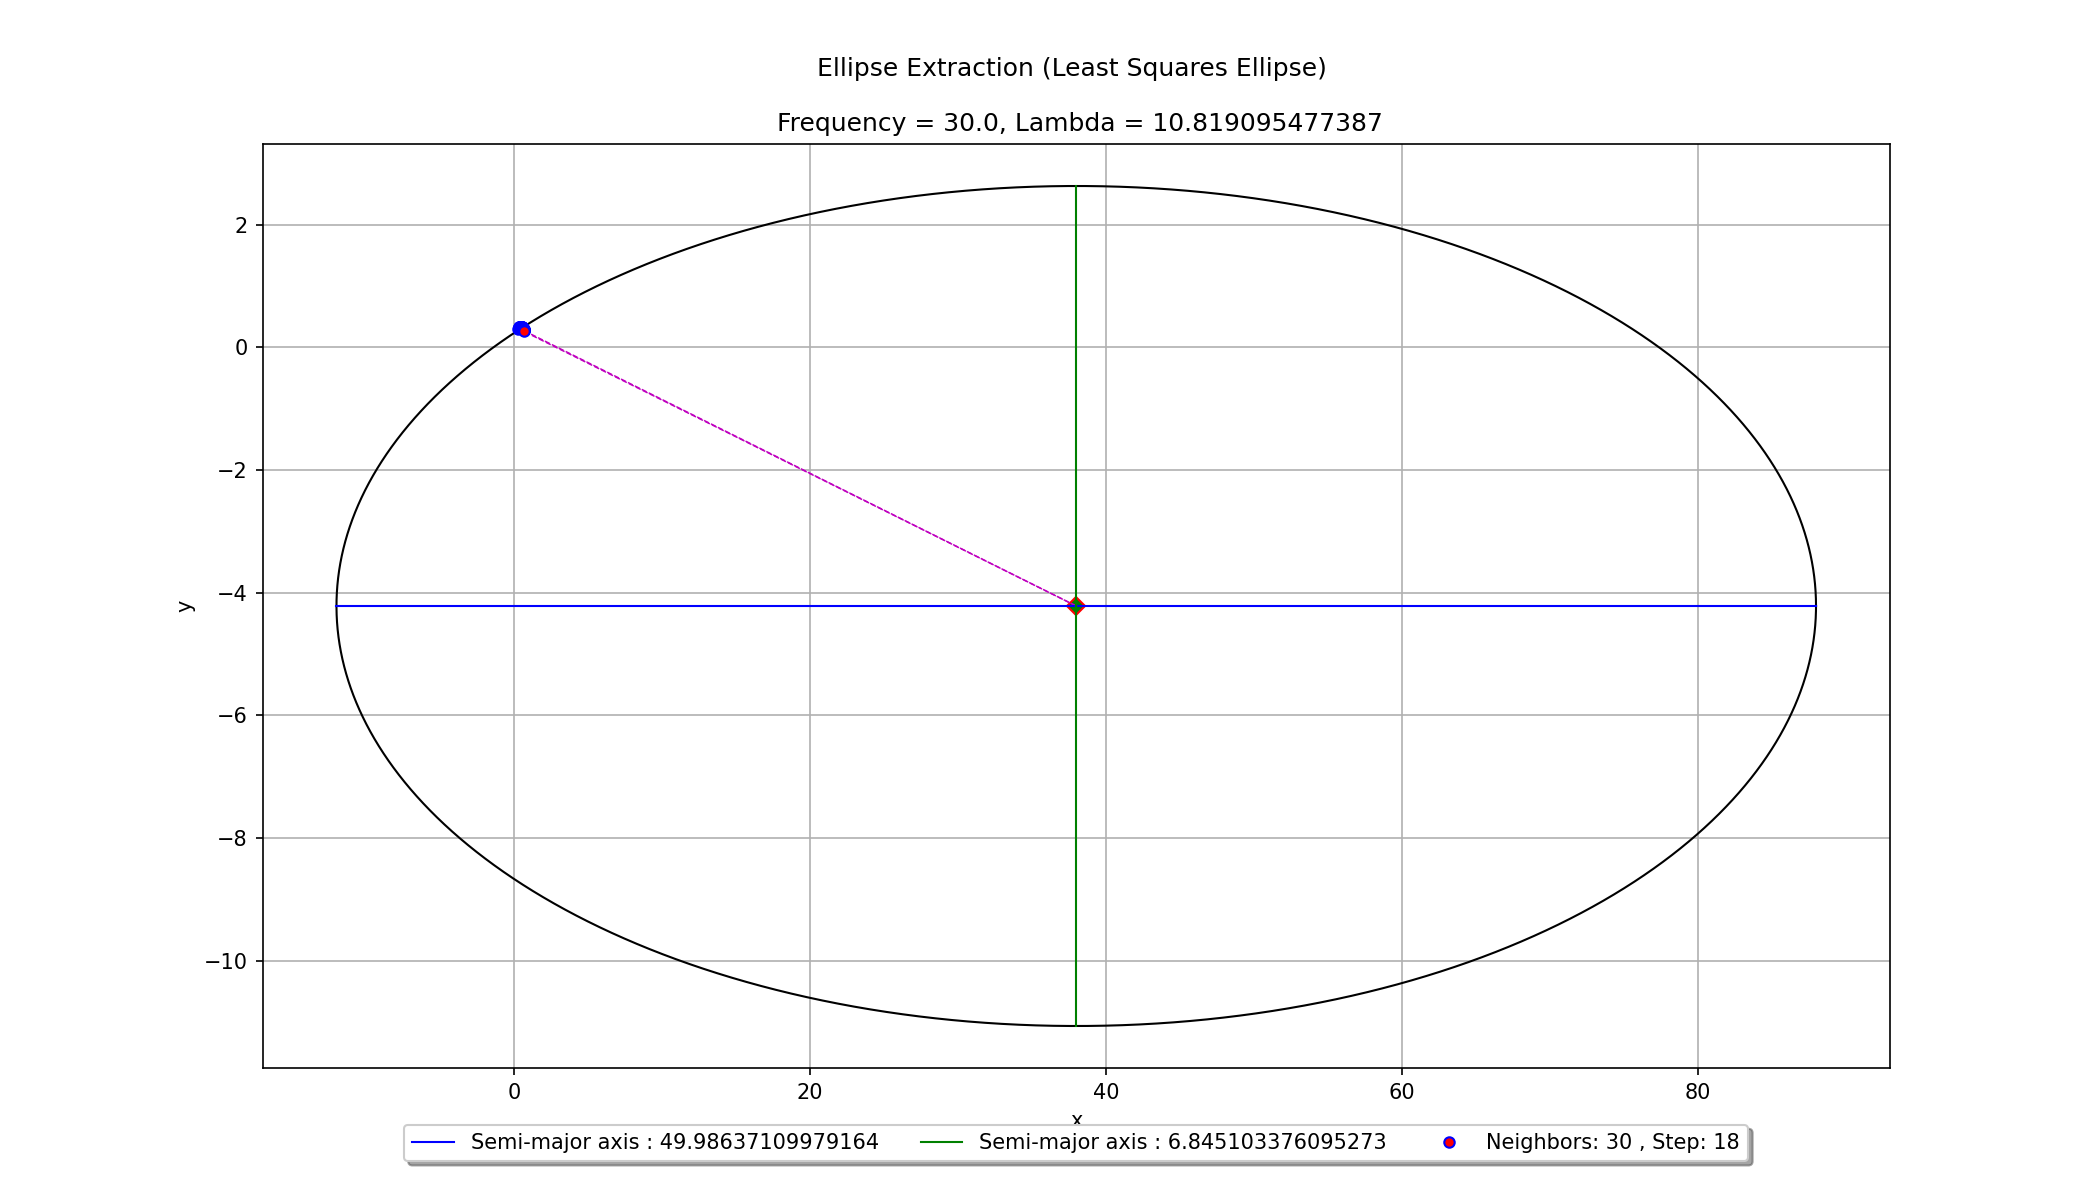 Ellipse Extraction (Least Squares Ellipse)
Frequency = 30.0, Lambda = 10.819095477387
2
0
−2
−4
−6
−8
−10
y
0 20 40 60 80
x
Semi-major axis : 49.98637109979164 Semi-major axis : 6.845103376095273 Neighbors: 30 , Step: 18